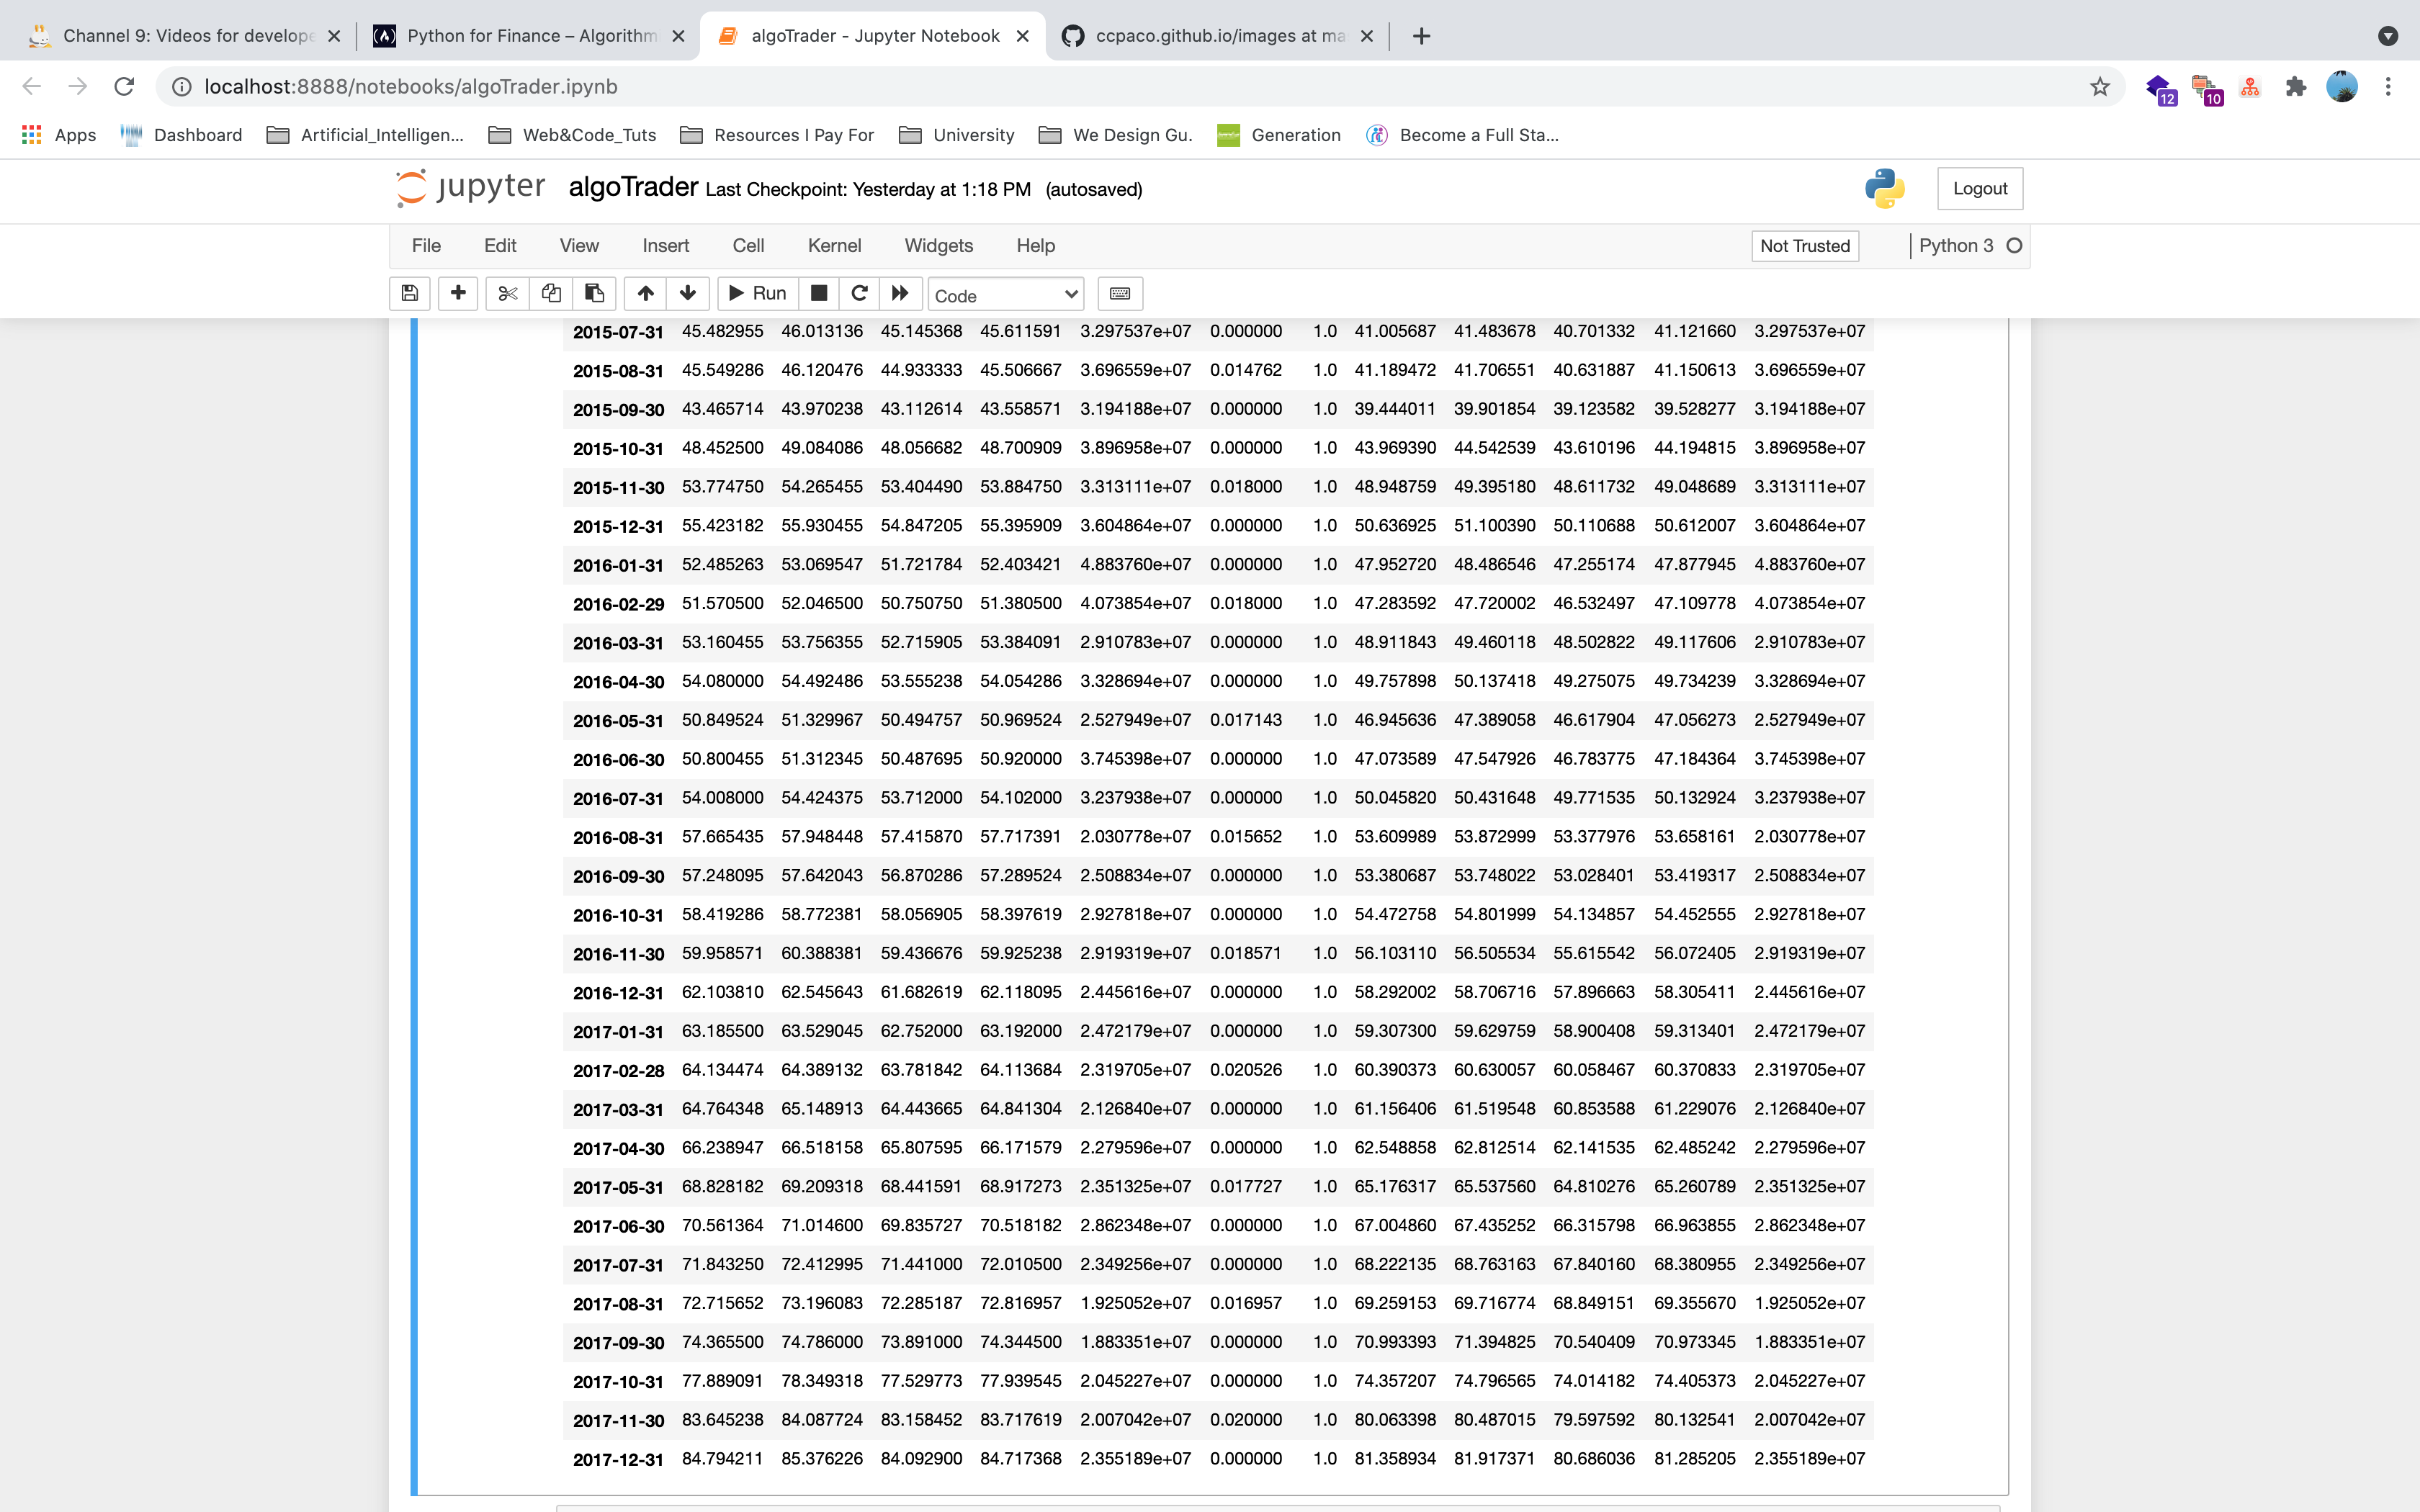 Channel 9: Videos for develope
Python for Finance – Algorithm
algoTrader - Jupyter Notebook
ccpaco.github.io/images at ma
localhost:8888/notebooks/algoTrader.ipynb
12
10
Apps
Dashboard
Artificial_Intelligen...
Web&Code_Tuts
Resources I Pay For
University
We Design Gu.
Generation
Become a Full Sta...
jupyter algoTrader Last Checkpoint: Yesterday at 1:18 PM (autosaved)
Logout
File Edit View Insert Cell Kernel Widgets Help
Not Trusted
Python 3
Run
Code
2015-07-31 45.482955 46.013136 45.145368 45.611591 3.297537e+07 0.000000 1.0 41.005687 41.483678 40.701332 41.121660 3.297537e+07
2015-08-31 45.549286 46.120476 44.933333 45.506667 3.696559e+07 0.014762 1.0 41.189472 41.706551 40.631887 41.150613 3.696559e+07
2015-09-30 43.465714 43.970238 43.112614 43.558571 3.194188e+07 0.000000 1.0 39.444011 39.901854 39.123582 39.528277 3.194188e+07
2015-10-31 48.452500 49.084086 48.056682 48.700909 3.896958e+07 0.000000 1.0 43.969390 44.542539 43.610196 44.194815 3.896958e+07
2015-11-30 53.774750 54.265455 53.404490 53.884750 3.313111e+07 0.018000 1.0 48.948759 49.395180 48.611732 49.048689 3.313111e+07
2015-12-31 55.423182 55.930455 54.847205 55.395909 3.604864e+07 0.000000 1.0 50.636925 51.100390 50.110688 50.612007 3.604864e+07
2016-01-31 52.485263 53.069547 51.721784 52.403421 4.883760e+07 0.000000 1.0 47.952720 48.486546 47.255174 47.877945 4.883760e+07
2016-02-29 51.570500 52.046500 50.750750 51.380500 4.073854e+07 0.018000 1.0 47.283592 47.720002 46.532497 47.109778 4.073854e+07
2016-03-31 53.160455 53.756355 52.715905 53.384091 2.910783e+07 0.000000 1.0 48.911843 49.460118 48.502822 49.117606 2.910783e+07
2016-04-30 54.080000 54.492486 53.555238 54.054286 3.328694e+07 0.000000 1.0 49.757898 50.137418 49.275075 49.734239 3.328694e+07
2016-05-31 50.849524 51.329967 50.494757 50.969524 2.527949e+07 0.017143 1.0 46.945636 47.389058 46.617904 47.056273 2.527949e+07
2016-06-30 50.800455 51.312345 50.487695 50.920000 3.745398e+07 0.000000 1.0 47.073589 47.547926 46.783775 47.184364 3.745398e+07
2016-07-31 54.008000 54.424375 53.712000 54.102000 3.237938e+07 0.000000 1.0 50.045820 50.431648 49.771535 50.132924 3.237938e+07
2016-08-31 57.665435 57.948448 57.415870 57.717391 2.030778e+07 0.015652 1.0 53.609989 53.872999 53.377976 53.658161 2.030778e+07
2016-09-30 57.248095 57.642043 56.870286 57.289524 2.508834e+07 0.000000 1.0 53.380687 53.748022 53.028401 53.419317 2.508834e+07
2016-10-31 58.419286 58.772381 58.056905 58.397619 2.927818e+07 0.000000 1.0 54.472758 54.801999 54.134857 54.452555 2.927818e+07
2016-11-30 59.958571 60.388381 59.436676 59.925238 2.919319e+07 0.018571 1.0 56.103110 56.505534 55.615542 56.072405 2.919319e+07
2016-12-31 62.103810 62.545643 61.682619 62.118095 2.445616e+07 0.000000 1.0 58.292002 58.706716 57.896663 58.305411 2.445616e+07
2017-01-31 63.185500 63.529045 62.752000 63.192000 2.472179e+07 0.000000 1.0 59.307300 59.629759 58.900408 59.313401 2.472179e+07
2017-02-28 64.134474 64.389132 63.781842 64.113684 2.319705e+07 0.020526 1.0 60.390373 60.630057 60.058467 60.370833 2.319705e+07
2017-03-31 64.764348 65.148913 64.443665 64.841304 2.126840e+07 0.000000 1.0 61.156406 61.519548 60.853588 61.229076 2.126840e+07
2017-04-30 66.238947 66.518158 65.807595 66.171579 2.279596e+07 0.000000 1.0 62.548858 62.812514 62.141535 62.485242 2.279596e+07
2017-05-31 68.828182 69.209318 68.441591 68.917273 2.351325e+07 0.017727 1.0 65.176317 65.537560 64.810276 65.260789 2.351325e+07
2017-06-30 70.561364 71.014600 69.835727 70.518182 2.862348e+07 0.000000 1.0 67.004860 67.435252 66.315798 66.963855 2.862348e+07
2017-07-31 71.843250 72.412995 71.441000 72.010500 2.349256e+07 0.000000 1.0 68.222135 68.763163 67.840160 68.380955 2.349256e+07
2017-08-31 72.715652 73.196083 72.285187 72.816957 1.925052e+07 0.016957 1.0 69.259153 69.716774 68.849151 69.355670 1.925052e+07
2017-09-30 74.365500 74.786000 73.891000 74.344500 1.883351e+07 0.000000 1.0 70.993393 71.394825 70.540409 70.973345 1.883351e+07
2017-10-31 77.889091 78.349318 77.529773 77.939545 2.045227e+07 0.000000 1.0 74.357207 74.796565 74.014182 74.405373 2.045227e+07
2017-11-30 83.645238 84.087724 83.158452 83.717619 2.007042e+07 0.020000 1.0 80.063398 80.487015 79.597592 80.132541 2.007042e+07
2017-12-31 84.794211 85.376226 84.092900 84.717368 2.355189e+07 0.000000 1.0 81.358934 81.917371 80.686036 81.285205 2.355189e+07